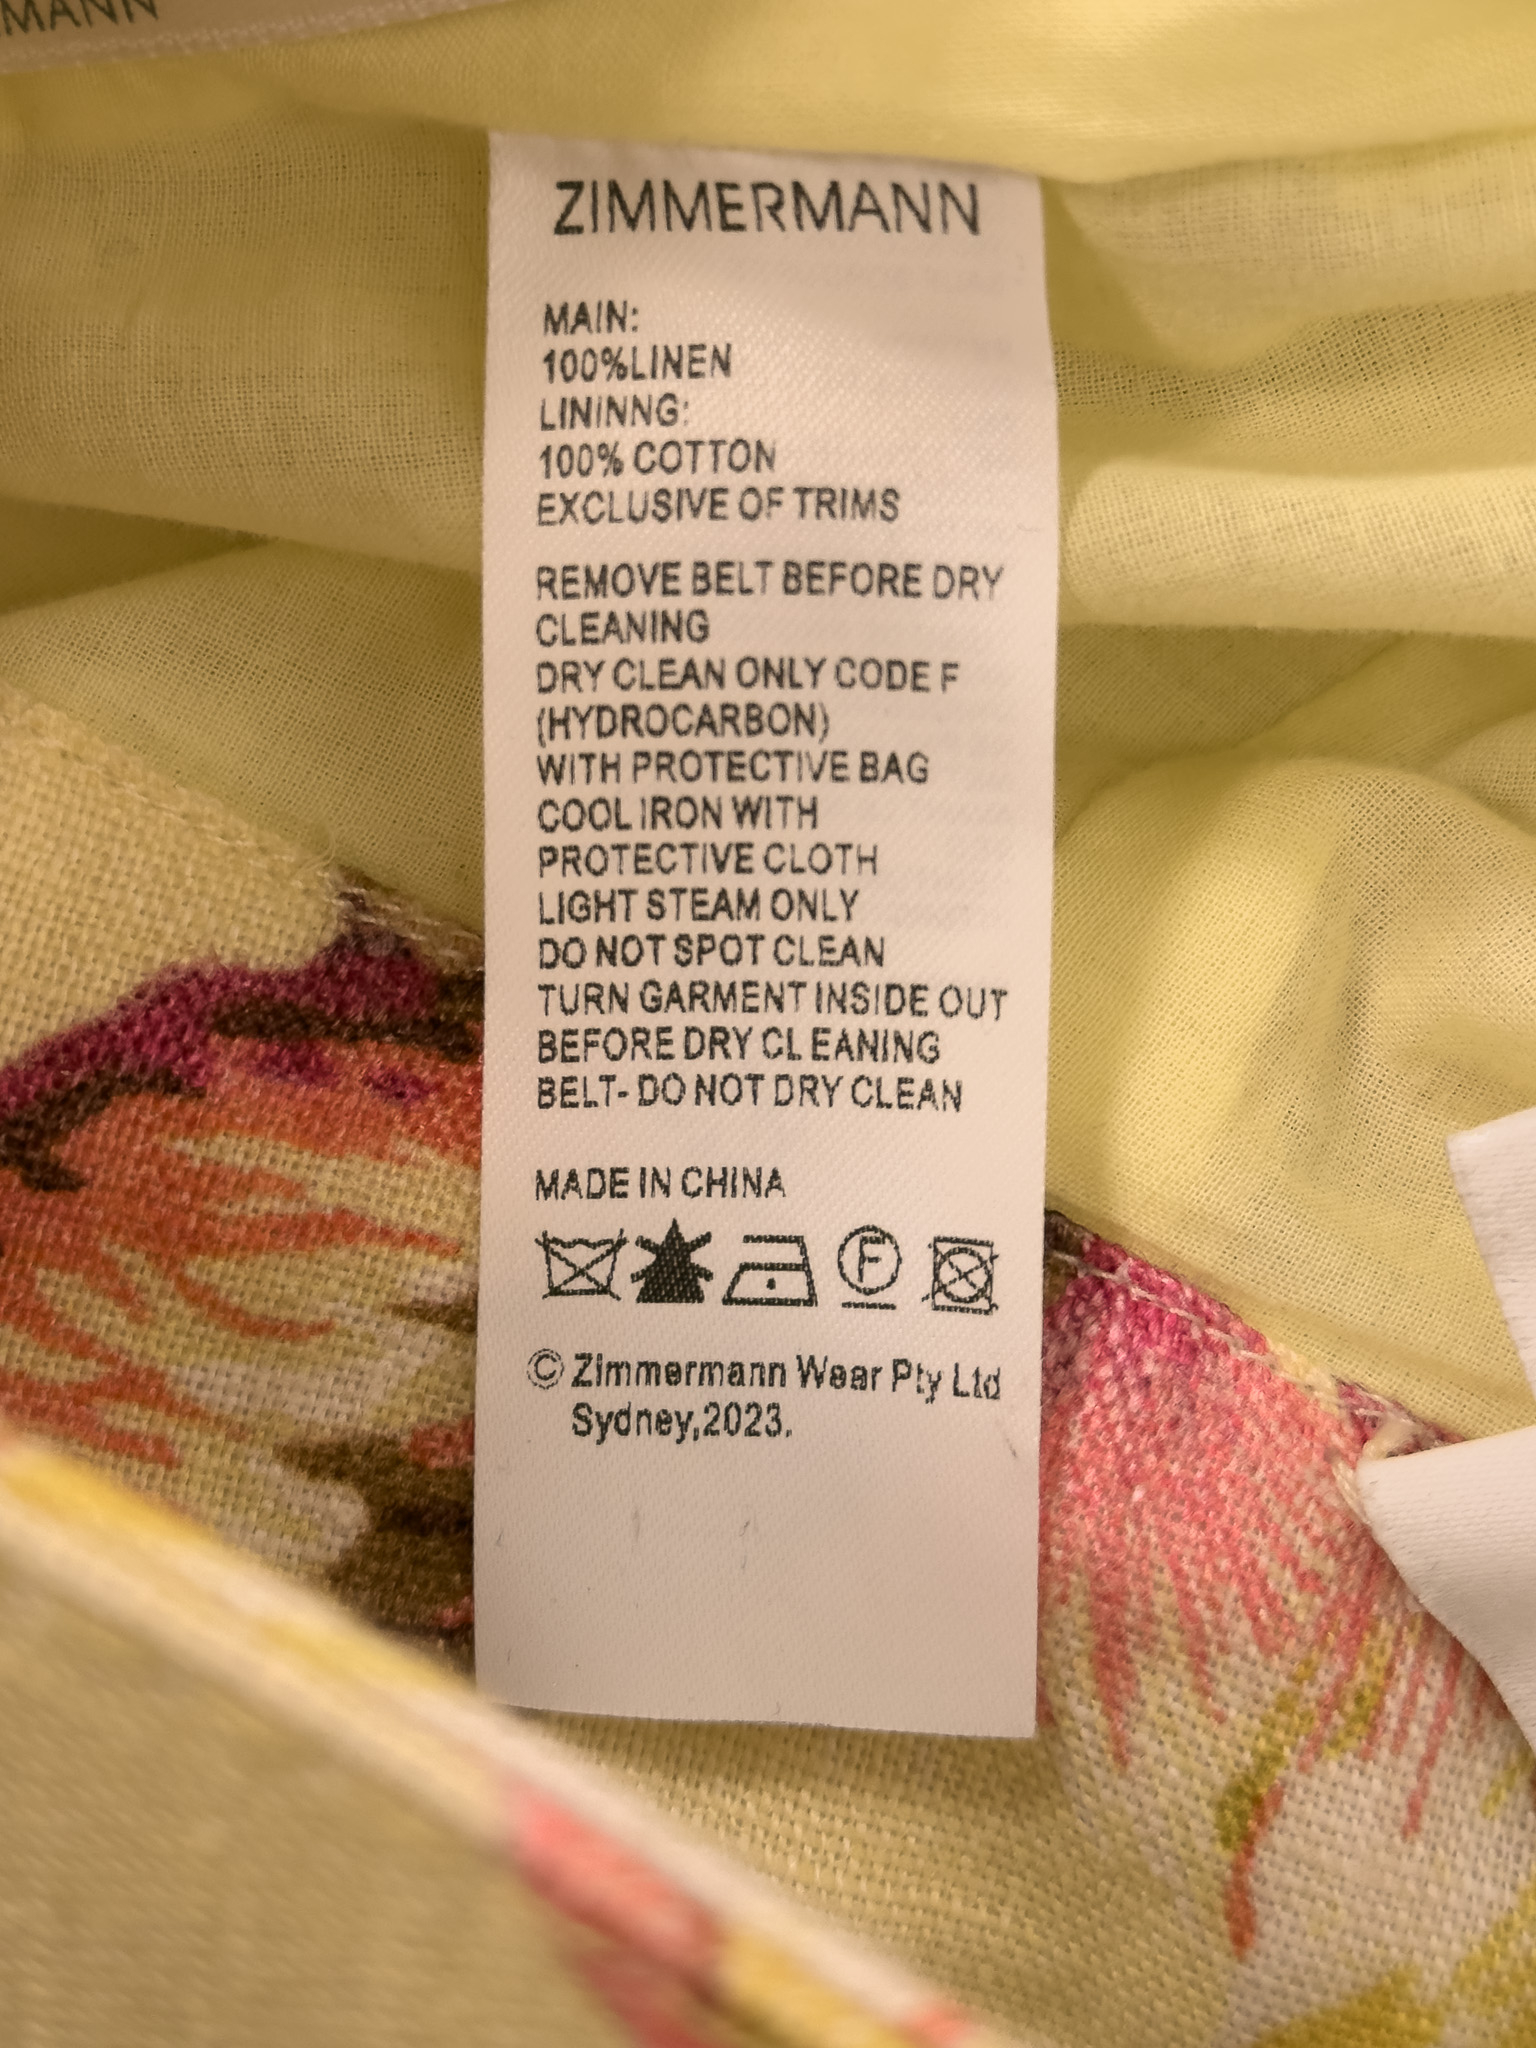 MANN
ZIMMERMANN
MAIN:
100%LINEN
LININNG:
100% COTTON
EXCLUSIVE OF TRIMS
REMOVE BELT BEFORE DRY
CLEANING
DRY CLEAN ONLY CODE F
(HYDROCARBON)
WITH PROTECTIVE BAG
COOL IRON WITH
PROTECTIVE CLOTH
LIGHT STEAM ONLY
DO NOT SPOT CLEAN
TURN GARMENT INSIDE OUT
BEFORE DRY CL EANING
BELT- DO NOT DRY CLEAN
MADE IN CHINA
F
© Zimmermann Wear Pty Ltd
Sydney,2023.